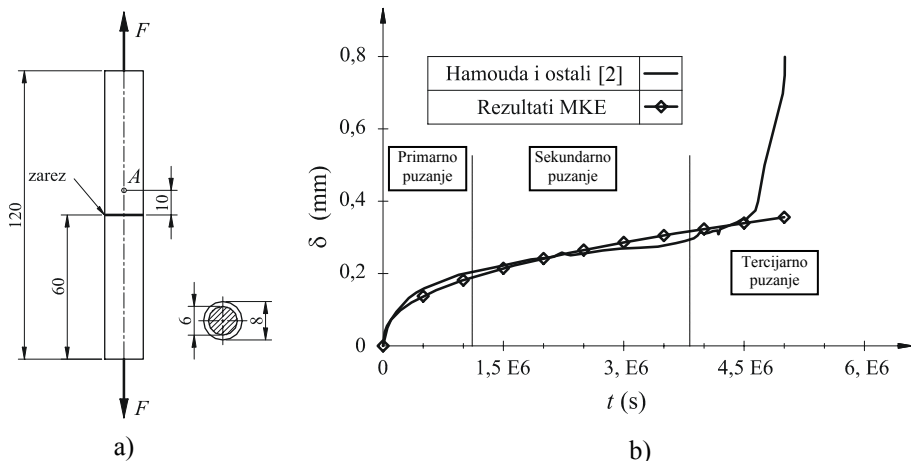 F
zarez
A
10
120
60
6
8
F
a)
δ (mm)
0,8
0,6
0,4
0,2
0
Hamouda i ostali [2]
Rezultati MKE
Primarno
puzanje
Sekundarno
puzanje
Tercijarno
puzanje
0
1,5 E6
3, E6
4,5 E6
6, E6
t (s)
b)